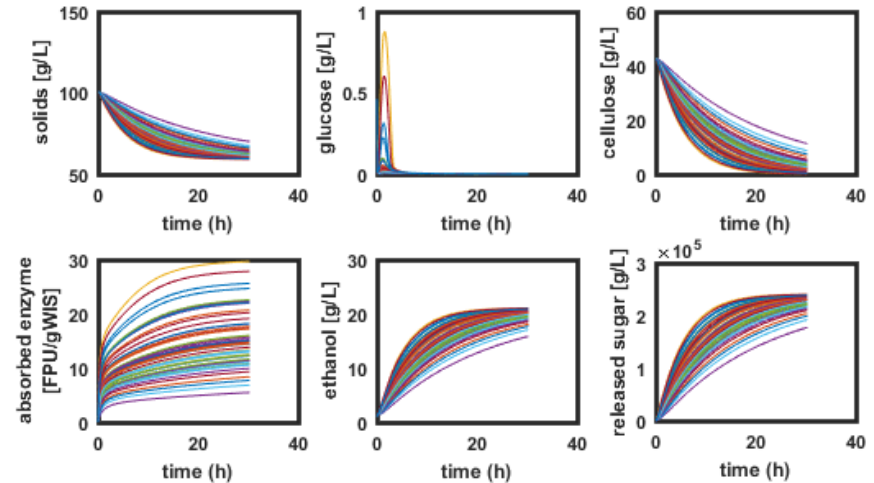 150
100
50
solids [g/L]
0 20 40
time (h)
1
0.5
0
glucose [g/L]
0 20 40
time (h)
60
40
20
0
cellulose [g/L]
0 20 40
time (h)
30
20
10
0
absorbed enzyme
[FPU/gWIS]
0 20 40
time (h)
30
20
10
0
ethanol [g/L]
0 20 40
time (h)
×10⁵
3
2
1
0
released sugar [g/L]
0 20 40
time (h)